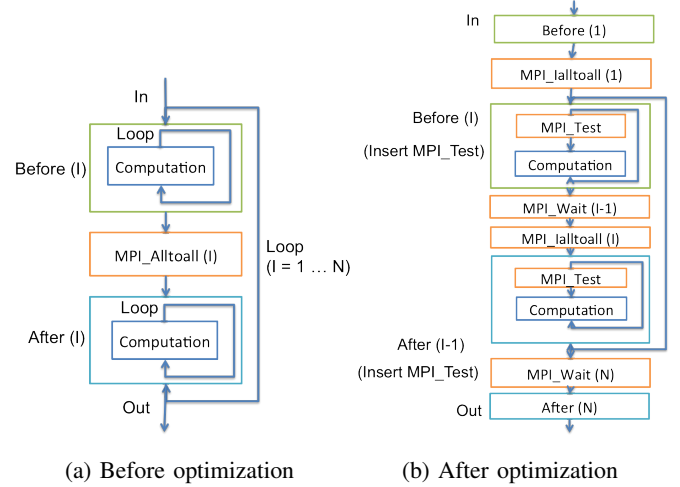 In
Loop
Computation
Before (I)
MPI_Alltoall (I)
Loop
(I = 1 … N)
Loop
Computation
After (I)
Out
(a) Before optimization
In
Before (1)
MPI_Ialltoall (1)
Before (I)
(Insert MPI_Test)
MPI_Test
Computation
MPI_Wait (I-1)
MPI_Ialltoall (I)
MPI_Test
Computation
After (I-1)
(Insert MPI_Test)
MPI_Wait (N)
Out
After (N)
(b) After optimization